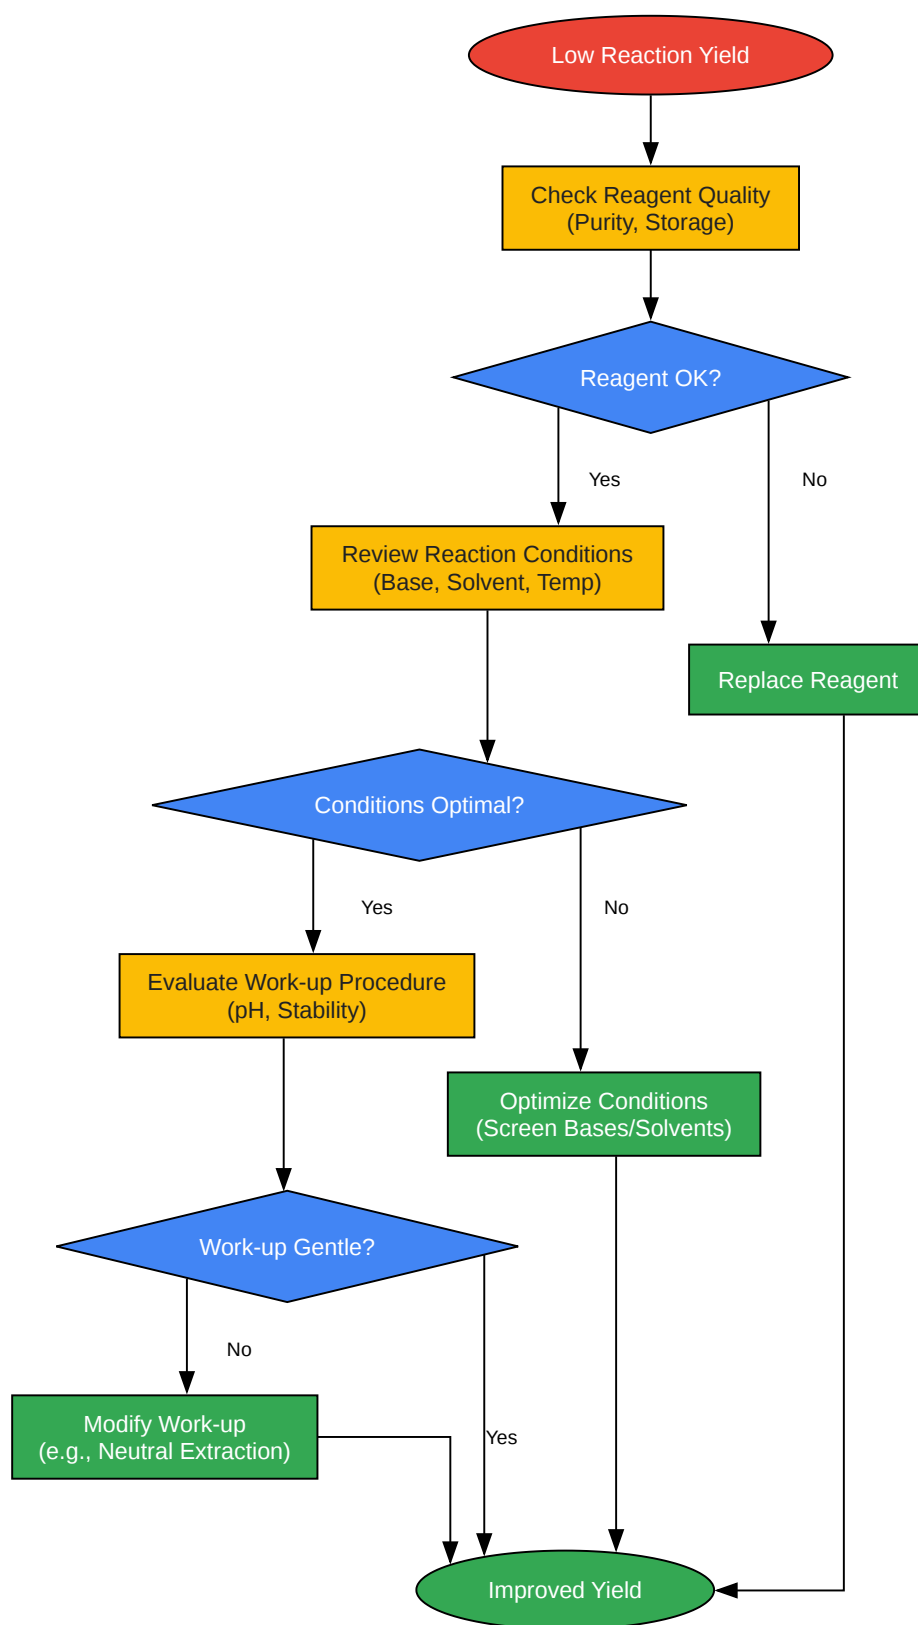 Low Reaction Yield
Check Reagent Quality
(Purity, Storage)
Reagent OK?
Yes
No
Review Reaction Conditions
(Base, Solvent, Temp)
Replace Reagent
Conditions Optimal?
Yes
No
Evaluate Work-up Procedure
(pH, Stability)
Optimize Conditions
(Screen Bases/Solvents)
Work-up Gentle?
No
Modify Work-up
(e.g., Neutral Extraction)
Yes
Improved Yield